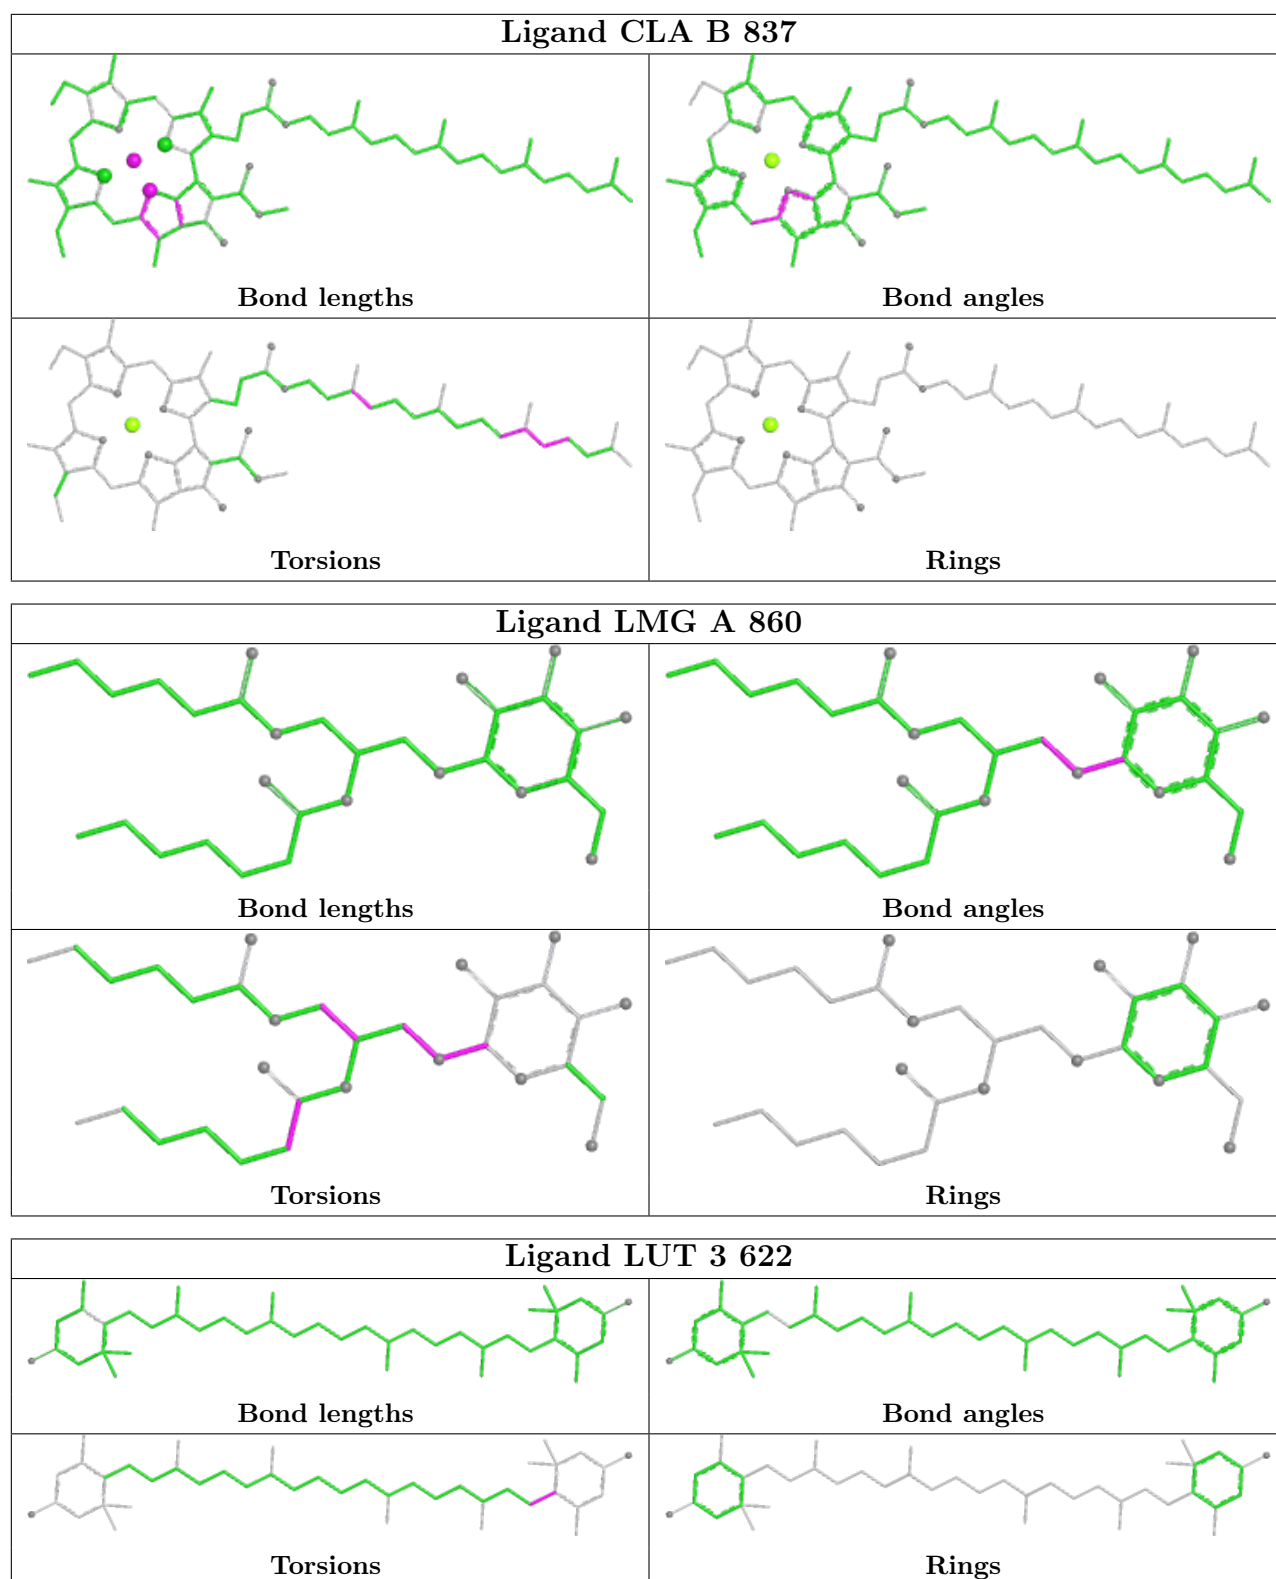 Ligand CLA B 837
Bond lengths
Bond angles
Torsions
Rings
Ligand LMG A 860
Bond lengths
Bond angles
Torsions
Rings
Ligand LUT 3 622
Bond lengths
Bond angles
Torsions
Rings